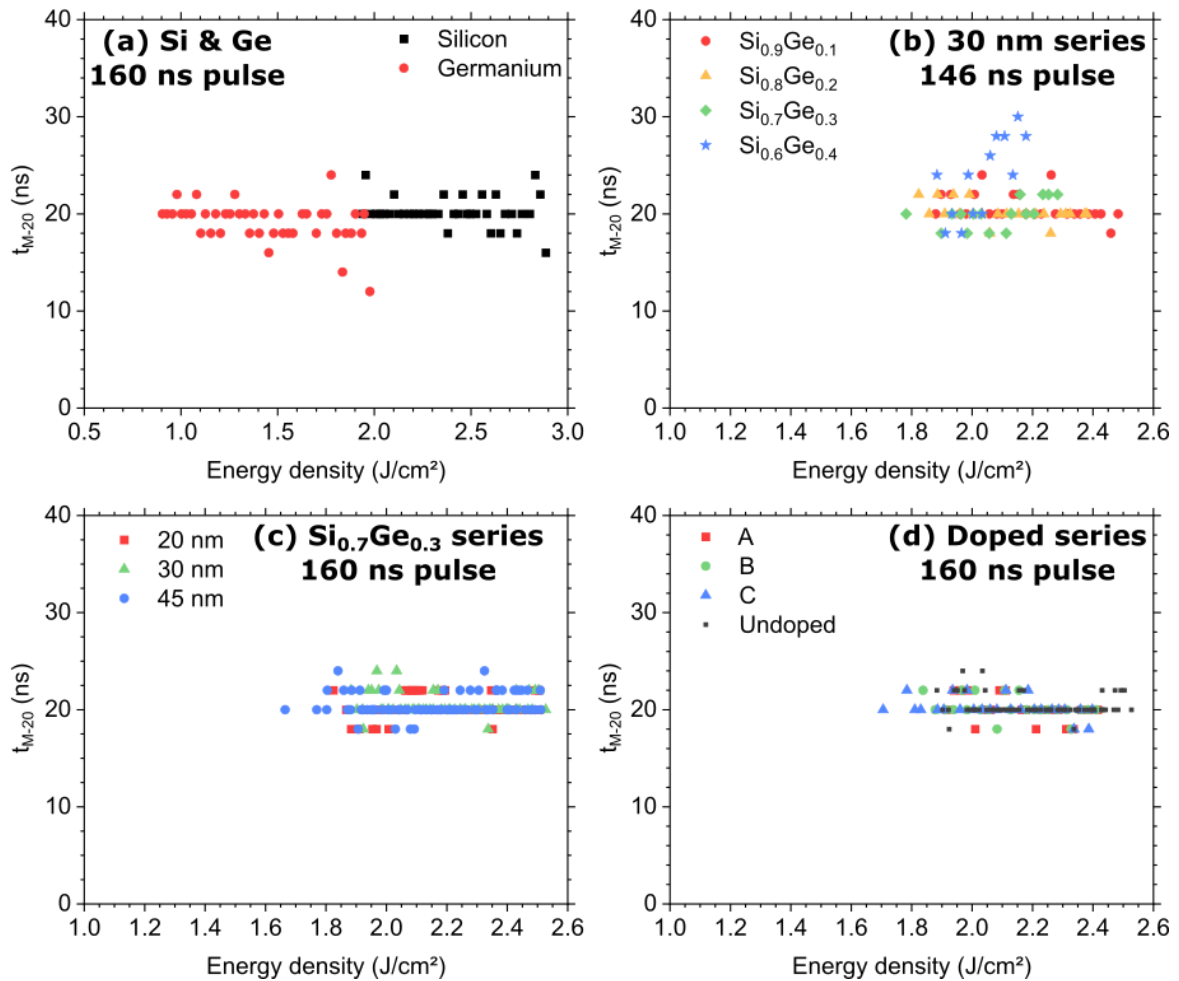 (a) Si & Ge
160 ns pulse
Silicon
Germanium
40
30
20
10
0
t_M-20 (ns)
0.5 1.0 1.5 2.0 2.5 3.0
Energy density (J/cm²)
(b) 30 nm series
146 ns pulse
Si₀.₉Ge₀.₁
Si₀.₈Ge₀.₂
Si₀.₇Ge₀.₃
Si₀.₆Ge₀.₄
40
30
20
10
0
t_M-20 (ns)
1.0 1.2 1.4 1.6 1.8 2.0 2.2 2.4 2.6
Energy density (J/cm²)
(c) Si₀.₇Ge₀.₃ series
160 ns pulse
20 nm
30 nm
45 nm
40
30
20
10
0
t_M-20 (ns)
1.0 1.2 1.4 1.6 1.8 2.0 2.2 2.4 2.6
Energy density (J/cm²)
(d) Doped series
160 ns pulse
A
B
C
Undoped
40
30
20
10
0
t_M-20 (ns)
1.0 1.2 1.4 1.6 1.8 2.0 2.2 2.4 2.6
Energy density (J/cm²)